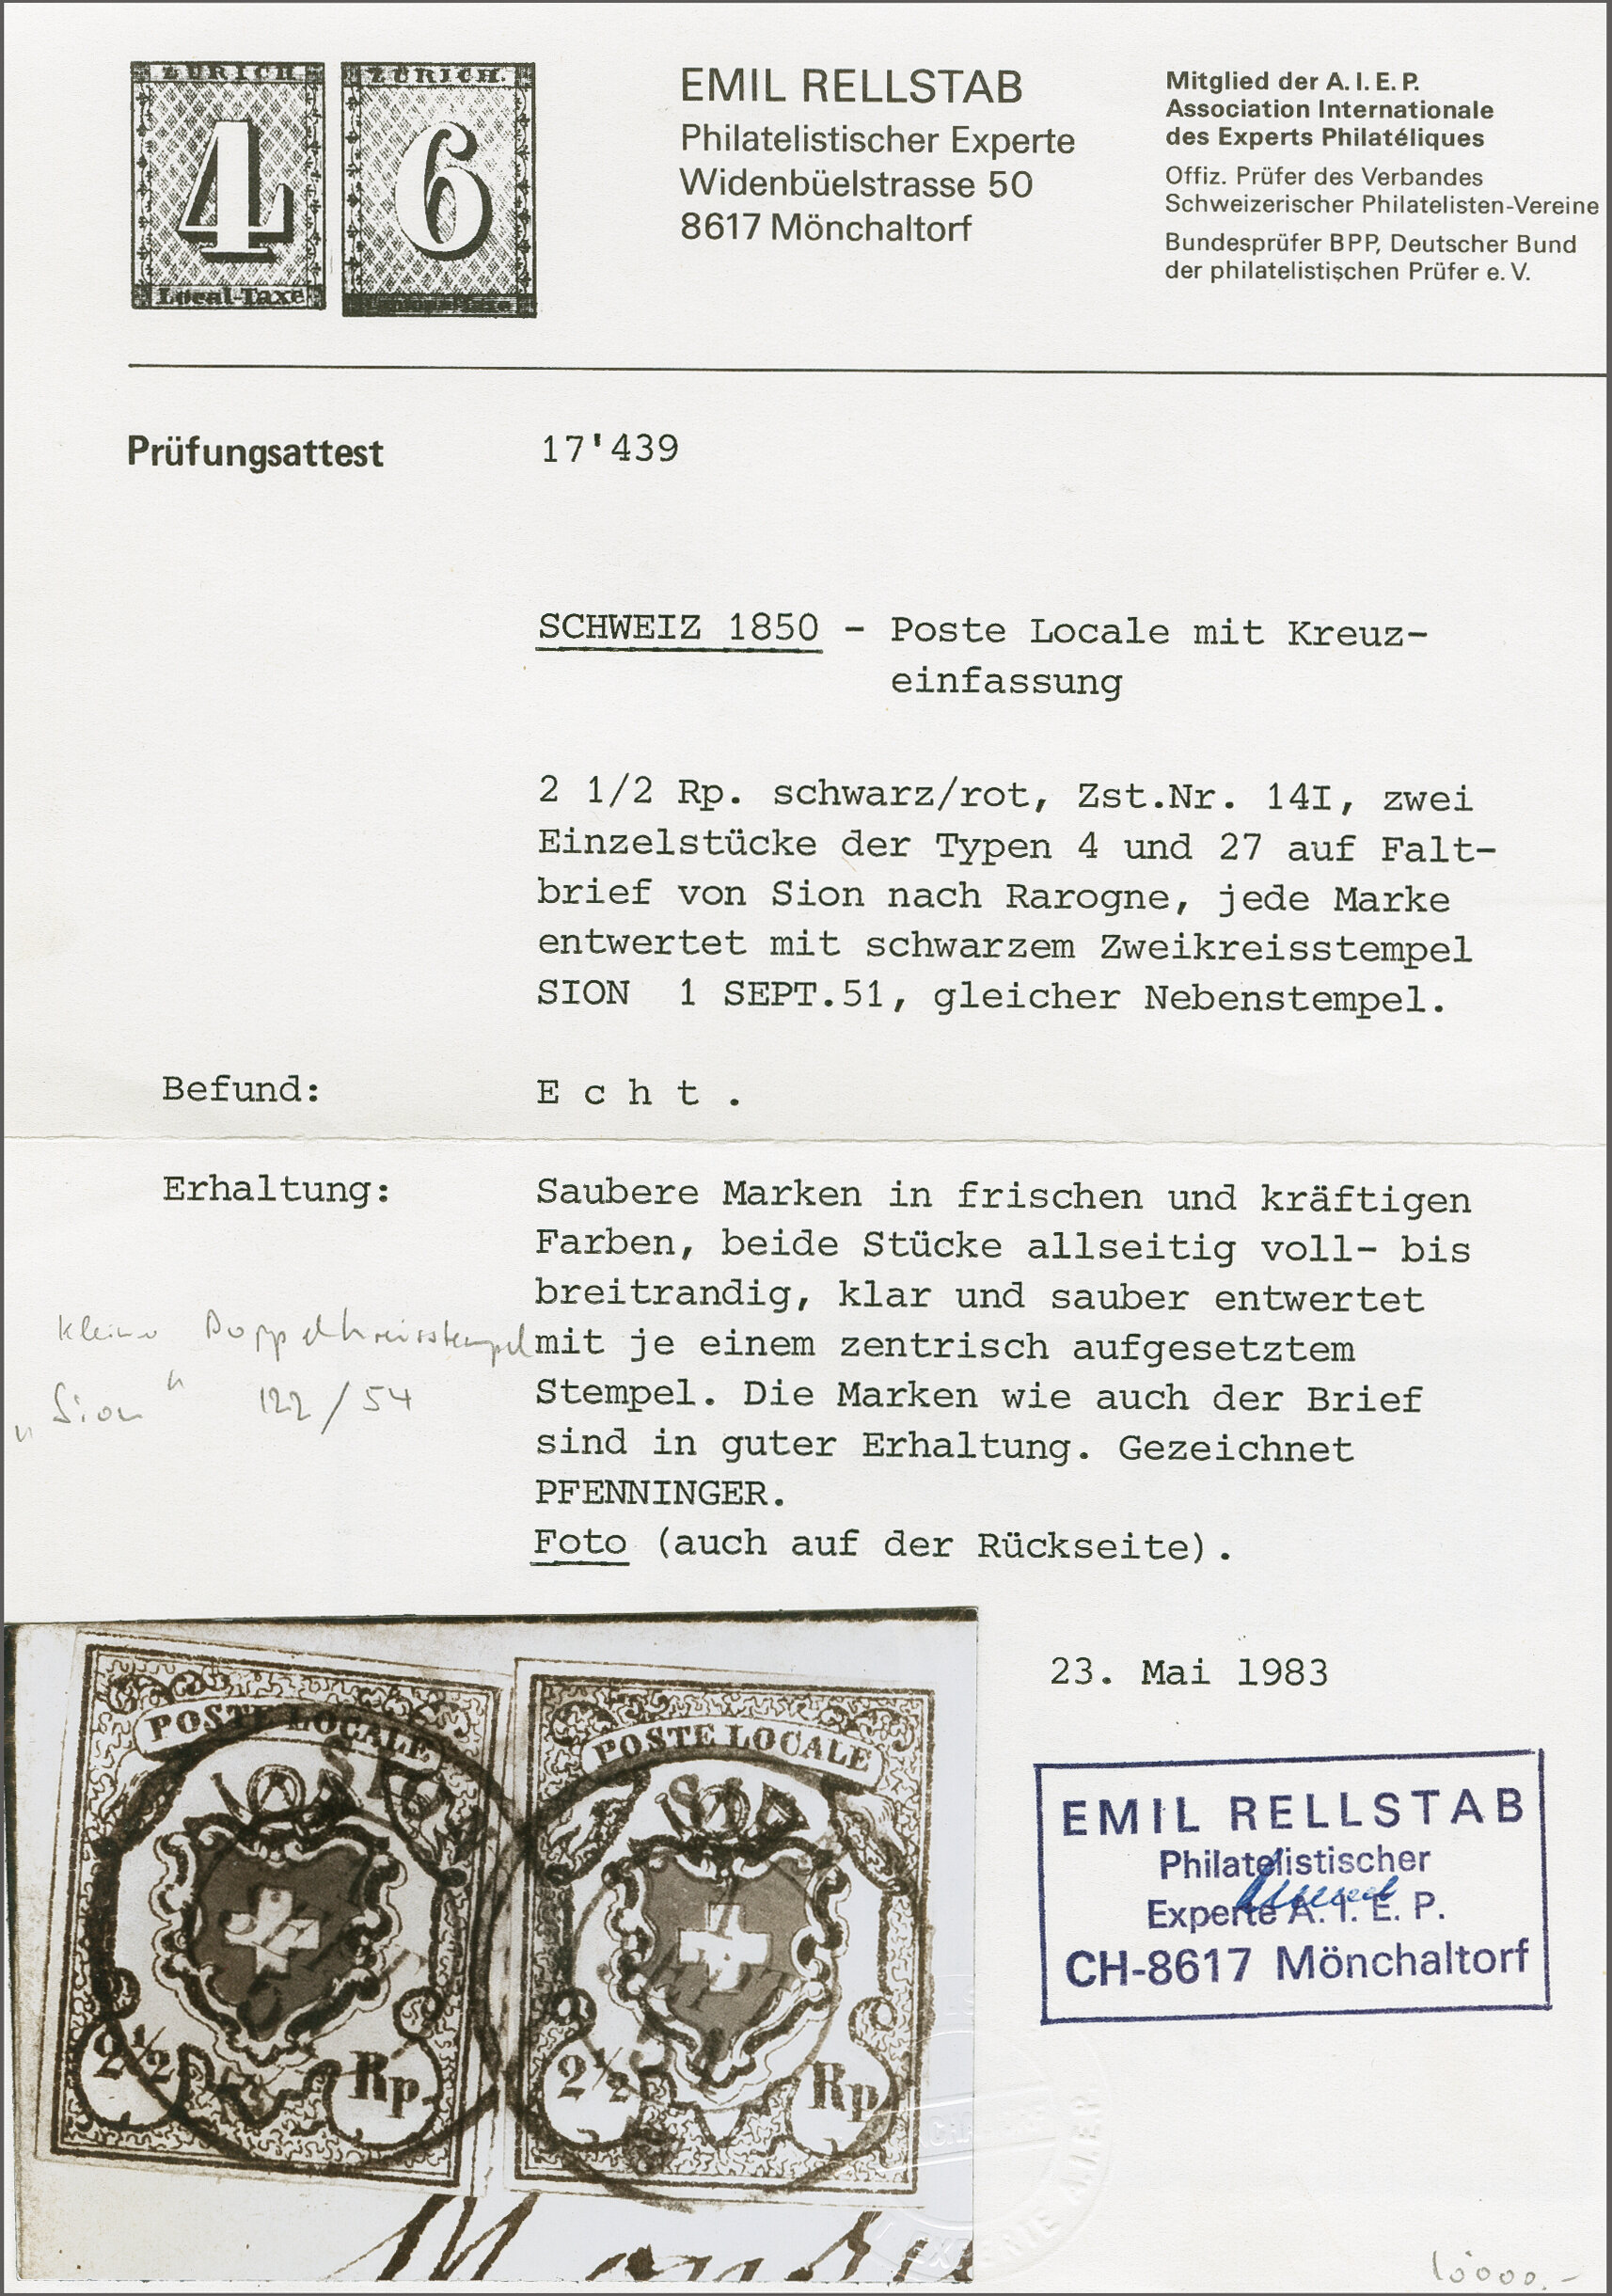 ZÜRICH.
4
Local-Taxe
ZÜRICH.
6
EMIL RELLSTAB
Philatelistischer Experte
Widenbüelstrasse 50
8617 Mönchaltorf
Mitglied der A.I.E.P.
Association Internationale
des Experts Philatéliques
Offiz. Prüfer des Verbandes
Schweizerischer Philatelisten-Vereine
Bundesprüfer BPP, Deutscher Bund
der philatelistischen Prüfer e.V.
Prüfungsattest 17'439
SCHWEIZ 1850 - Poste Locale mit Kreuz-
einfassung
2 1/2 Rp. schwarz/rot, Zst.Nr. 14I, zwei
Einzelstücke der Typen 4 und 27 auf Falt-
brief von Sion nach Rarogne, jede Marke
entwertet mit schwarzem Zweikreisstempel
SION 1 SEPT.51, gleicher Nebenstempel.
Befund: E c h t .
Erhaltung: Saubere Marken in frischen und kräftigen
Farben, beide Stücke allseitig voll- bis
breitrandig, klar und sauber entwertet
mit je einem zentrisch aufgesetztem
Stempel. Die Marken wie auch der Brief
sind in guter Erhaltung. Gezeichnet
PFENNINGER.
Foto (auch auf der Rückseite).
Doppelkreisstempel
„Sion" 122/54
POSTE LOCALE
2½ Rp.
POSTE LOCALE
2½ Rp.
23. Mai 1983
EMIL RELLSTAB
Philatelistischer
Experte A. I. E. P.
CH-8617 Mönchaltorf
EXPERTE A.I.E.P.
10000.-